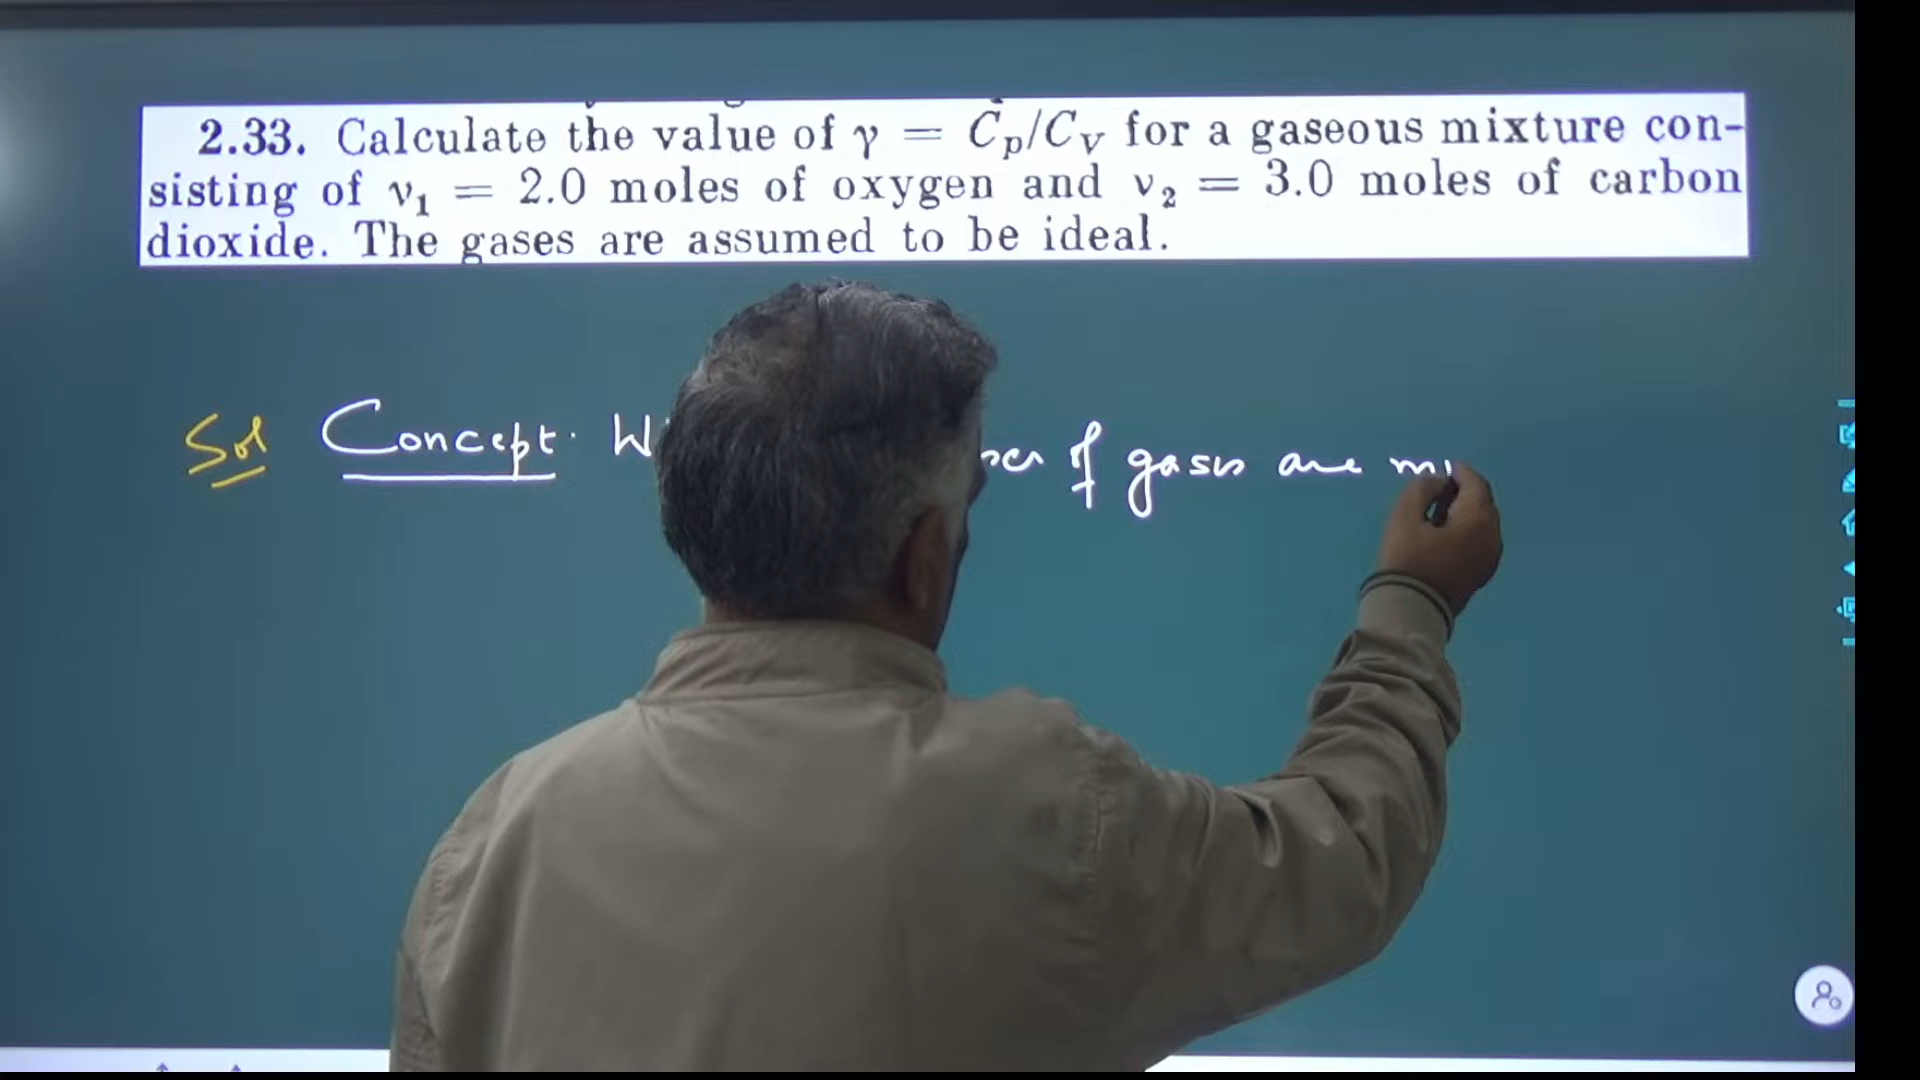 2.33. Calculate the value of γ = Cp/CV for a gaseous mixture con-
sisting of ν₁ = 2.0 moles of oxygen and ν₂ = 3.0 moles of carbon
dioxide. The gases are assumed to be ideal.
Sol Concept. of gases are